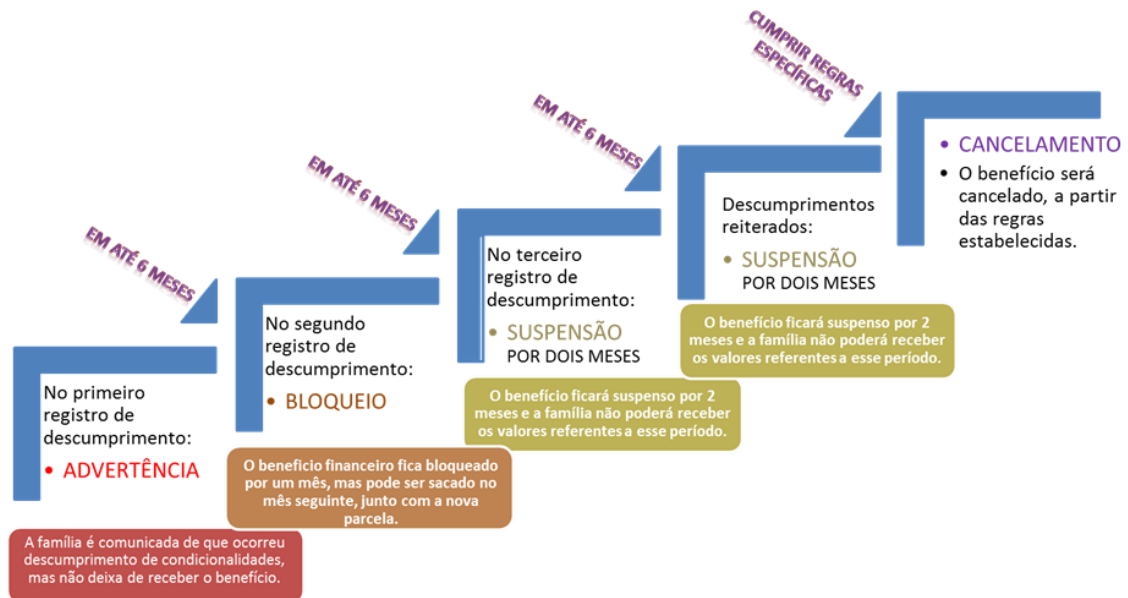 EM ATÉ 6 MESES
No primeiro
registro de
descumprimento:
• ADVERTÊNCIA
A família é comunicada de que ocorreu
descumprimento de condicionalidades,
mas não deixa de receber o benefício.
EM ATÉ 6 MESES
No segundo
registro de
descumprimento:
• BLOQUEIO
O beneficio financeiro fica bloqueado
por um mês, mas pode ser sacado no
mês seguinte, junto com a nova
parcela.
EM ATÉ 6 MESES
No terceiro
registro de
descumprimento:
• SUSPENSÃO
POR DOIS MESES
O benefício ficará suspenso por 2
meses e a família não poderá receber
os valores referentes a esse período.
CUMPRIR REGRAS
ESPECÍFICAS
Descumprimentos
reiterados:
• SUSPENSÃO
POR DOIS MESES
O benefício ficará suspenso por 2
meses e a família não poderá receber
os valores referentes a esse período.
• CANCELAMENTO
• O benefício será
cancelado, a partir
das regras
estabelecidas.